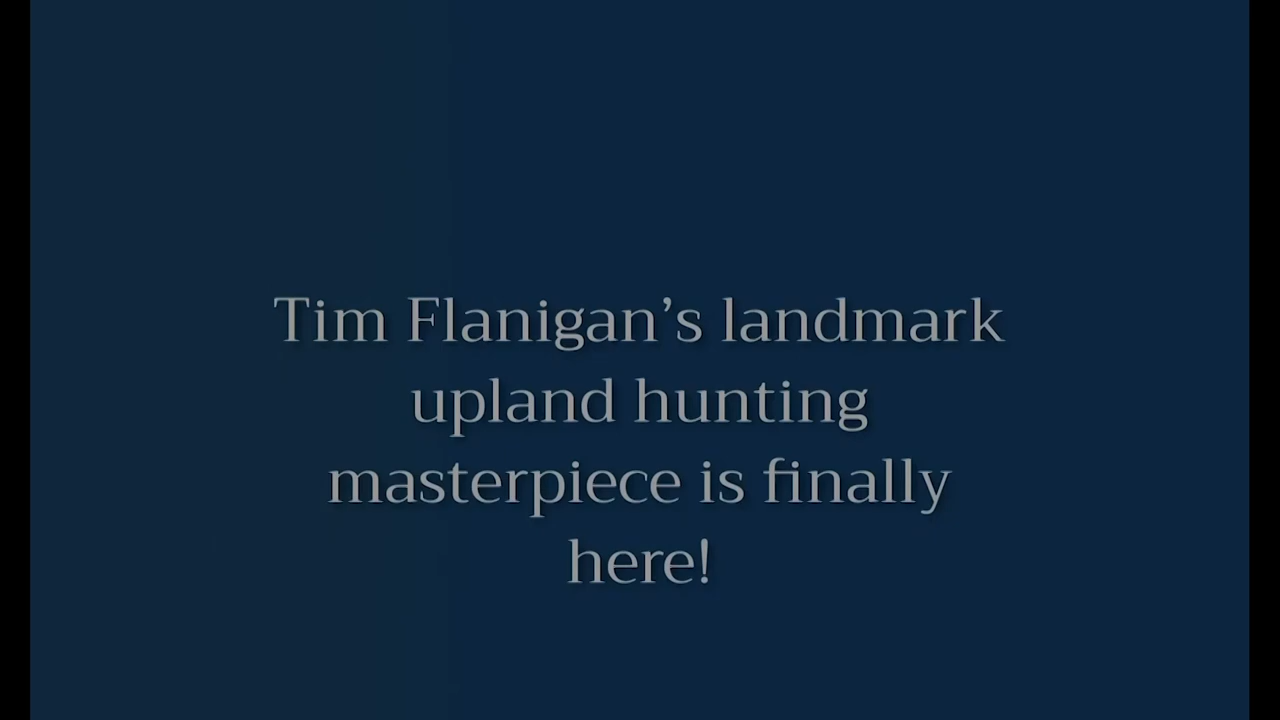 Tim Flanigan’s landmark
upland hunting
masterpiece is finally
here!